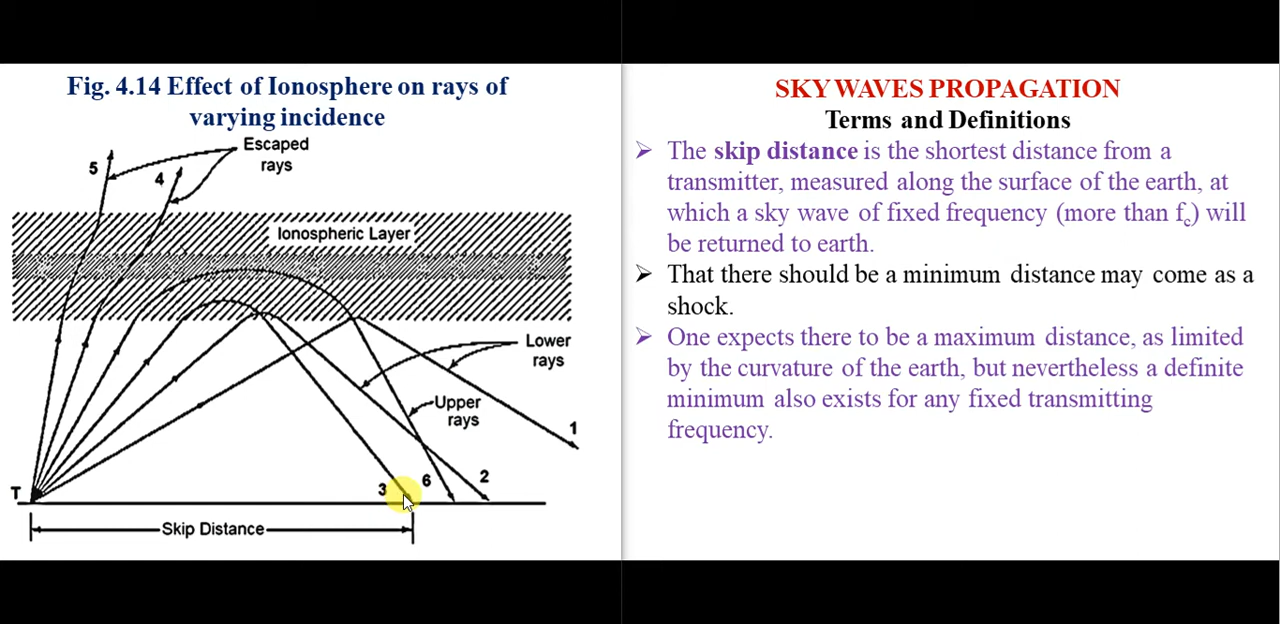 Fig. 4.14 Effect of Ionosphere on rays of
varying incidence
Escaped
rays
5
4
Ionospheric Layer
Lower
rays
Upper
rays
1
2
6
3
T
Skip Distance
SKY WAVES PROPAGATION
Terms and Definitions
➢ The skip distance is the shortest distance from a
transmitter, measured along the surface of the earth, at
which a sky wave of fixed frequency (more than fc) will
be returned to earth.
➢ That there should be a minimum distance may come as a
shock.
➢ One expects there to be a maximum distance, as limited
by the curvature of the earth, but nevertheless a definite
minimum also exists for any fixed transmitting
frequency.